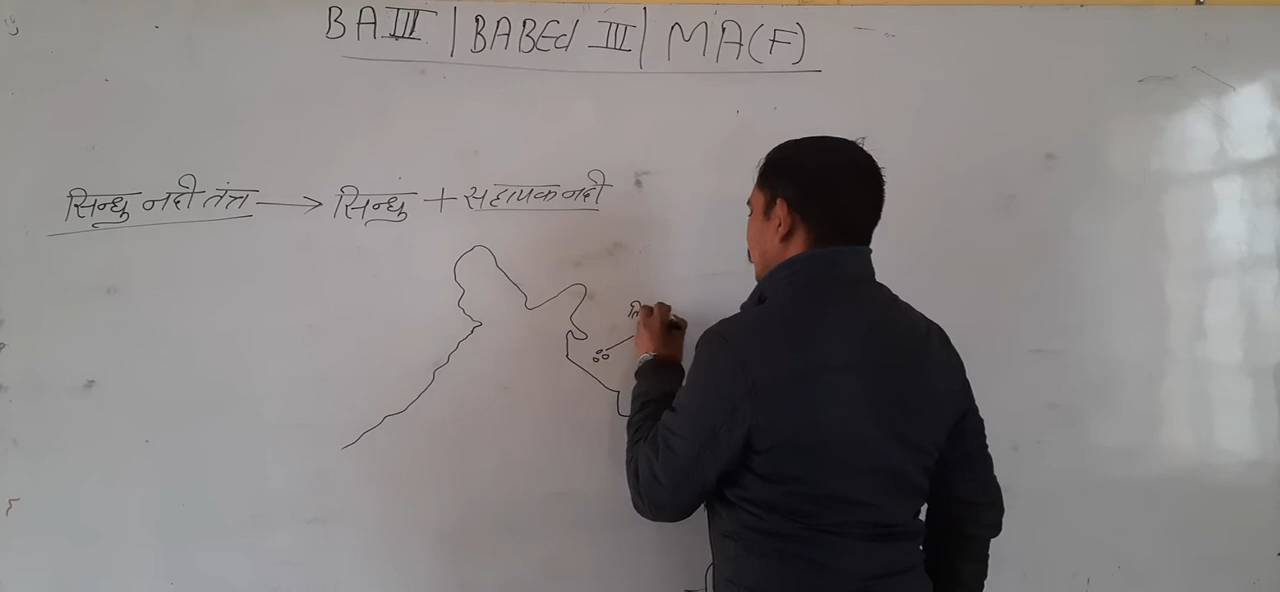 BA III | BABEd III | MA(F)
सिन्धु नदी तंत्र → सिन्धु + सहायक नदी